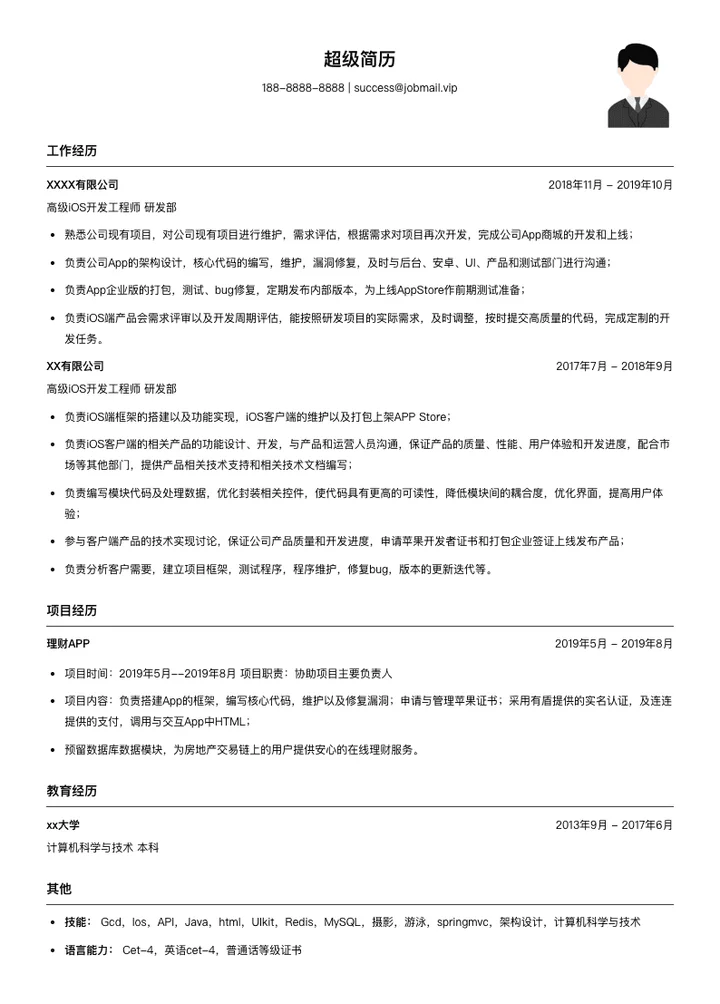 超级简历
188-8888-8888 | success@jobmail.vip
工作经历
XXXX有限公司 2018年11月 - 2019年10月
高级iOS开发工程师 研发部
• 熟悉公司现有项目，对公司现有项目进行维护，需求评估，根据需求对项目再次开发，完成公司App商城的开发和上线；
• 负责公司App的架构设计，核心代码的编写，维护，漏洞修复，及时与后台、安卓、UI、产品和测试部门进行沟通；
• 负责App企业版的打包，测试、bug修复，定期发布内部版本，为上线AppStore作前期测试准备；
• 负责iOS端产品会需求评审以及开发周期评估，能按照研发项目的实际需求，及时调整，按时提交高质量的代码，完成定制的开
发任务。
XX有限公司 2017年7月 - 2018年9月
高级iOS开发工程师 研发部
• 负责iOS端框架的搭建以及功能实现，iOS客户端的维护以及打包上架APP Store；
• 负责iOS客户端的相关产品的功能设计、开发，与产品和运营人员沟通，保证产品的质量、性能、用户体验和开发进度，配合市
场等其他部门，提供产品相关技术支持和相关技术文档编写；
• 负责编写模块代码及处理数据，优化封装相关控件，使代码具有更高的可读性，降低模块间的耦合度，优化界面，提高用户体
验；
• 参与客户端产品的技术实现讨论，保证公司产品质量和开发进度，申请苹果开发者证书和打包企业签证上线发布产品；
• 负责分析客户需要，建立项目框架，测试程序，程序维护，修复bug，版本的更新迭代等。
项目经历
理财APP 2019年5月 - 2019年8月
• 项目时间：2019年5月--2019年8月 项目职责：协助项目主要负责人
• 项目内容：负责搭建App的框架，编写核心代码，维护以及修复漏洞；申请与管理苹果证书；采用有盾提供的实名认证，及连连
提供的支付，调用与交互App中HTML；
• 预留数据库数据模块，为房地产交易链上的用户提供安心的在线理财服务。
教育经历
xx大学 2013年9月 - 2017年6月
计算机科学与技术 本科
其他
• 技能： Gcd，Ios，API，Java，html，UIkit，Redis，MySQL，摄影，游泳，springmvc，架构设计，计算机科学与技术
• 语言能力： Cet-4，英语cet-4，普通话等级证书